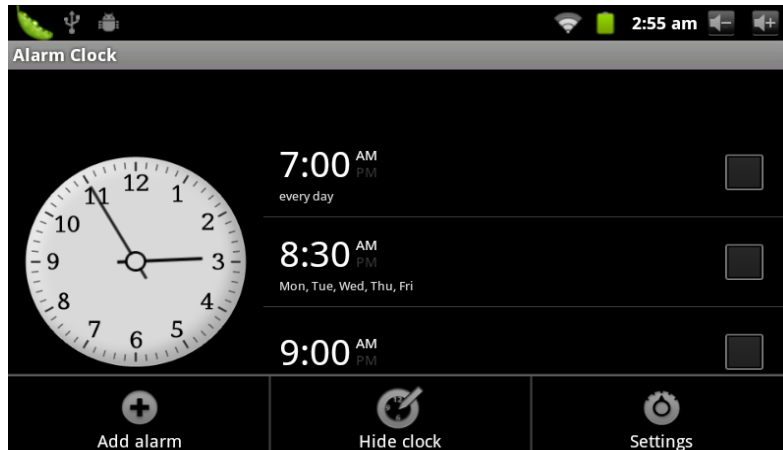 2:55 am
Alarm Clock
12
1
2
3
4
5
6
7
8
9
10
11
7:00 AM PM
every day
8:30 AM PM
Mon, Tue, Wed, Thu, Fri
9:00 AM PM
Add alarm
Hide clock
Settings